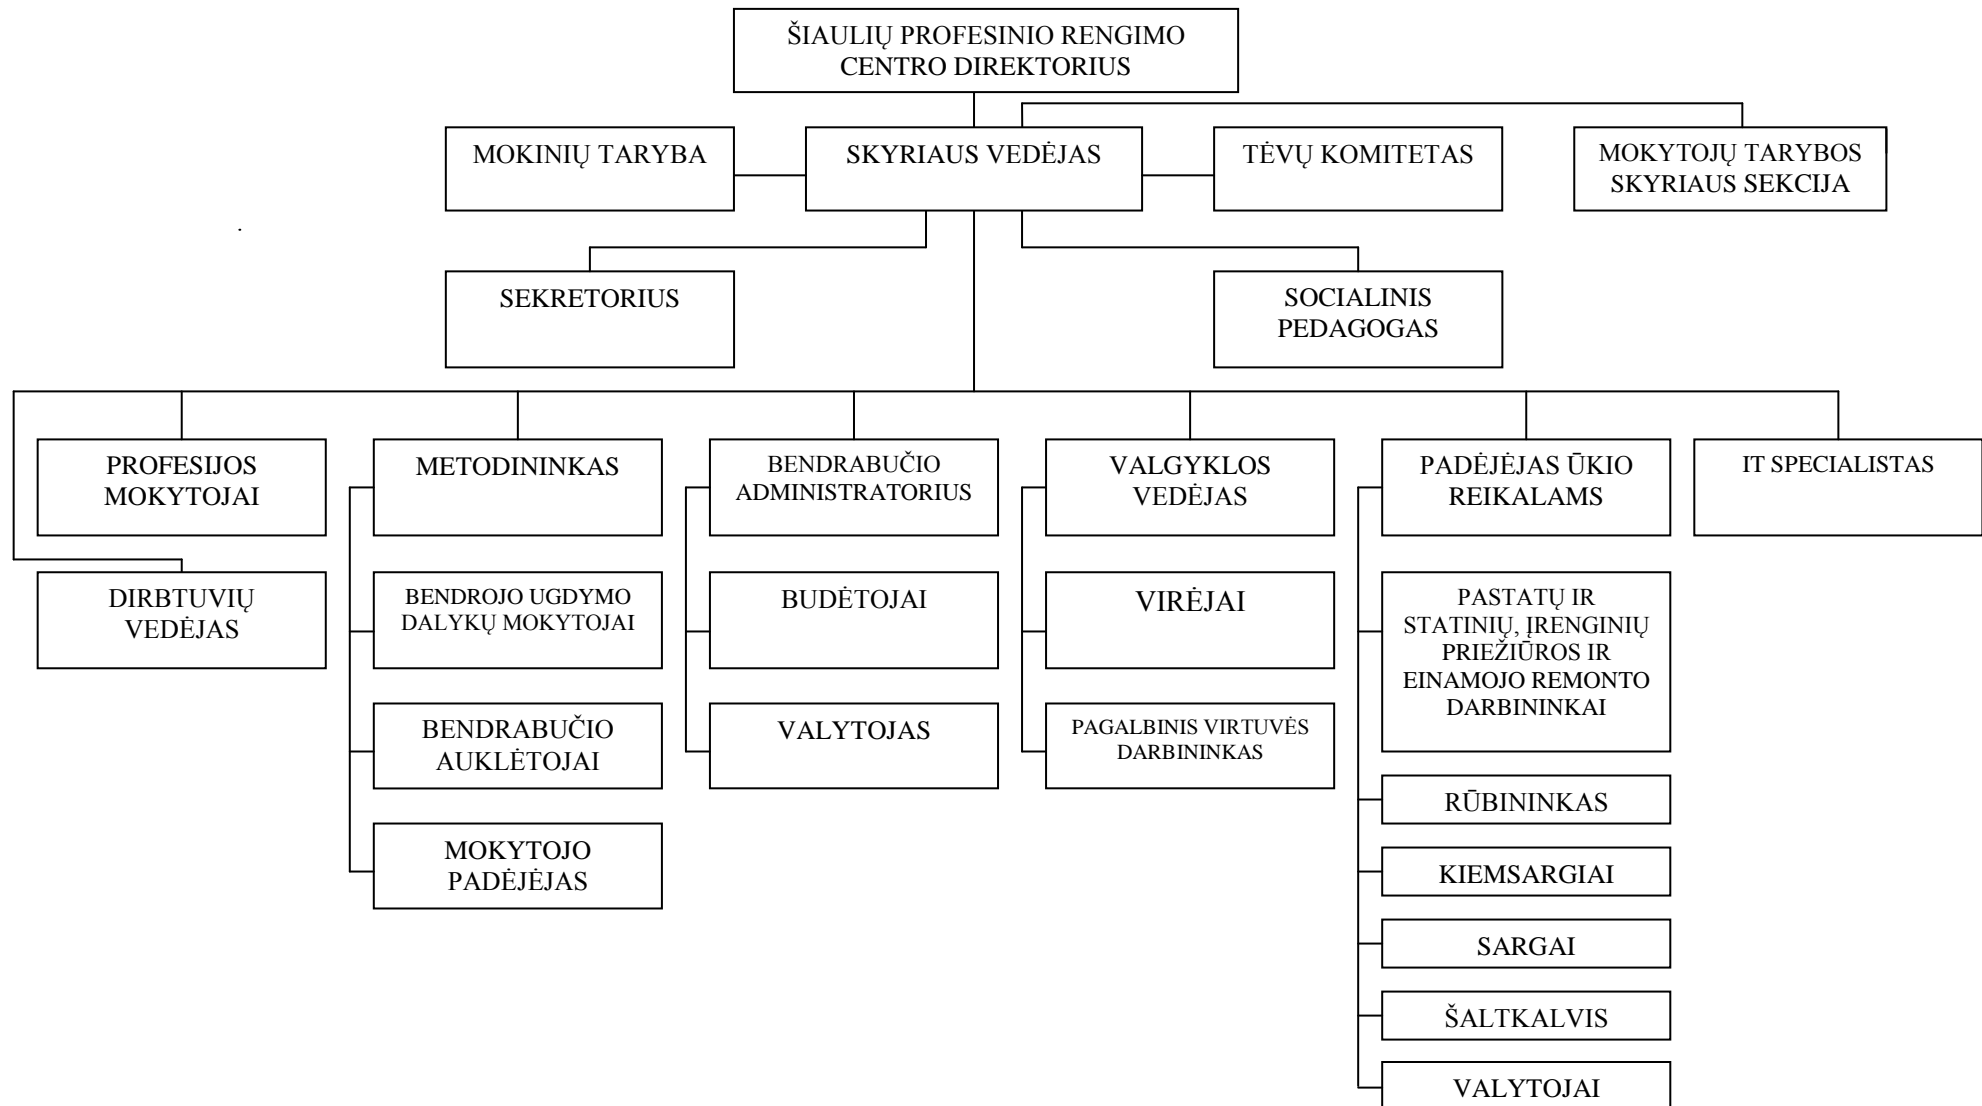 ŠIAULIŲ PROFESINIO RENGIMO
CENTRO DIREKTORIUS
MOKINIŲ TARYBA
SKYRIAUS VEDĖJAS
TĖVŲ KOMITETAS
MOKYTOJŲ TARYBOS
SKYRIAUS SEKCIJA
.
SEKRETORIUS
SOCIALINIS
PEDAGOGAS
PROFESIJOS
MOKYTOJAI
METODININKAS
BENDRABUČIO
ADMINISTRATORIUS
VALGYKLOS
VEDĖJAS
PADĖJĖJAS ŪKIO
REIKALAMS
IT SPECIALISTAS
DIRBTUVIŲ
VEDĖJAS
BENDROJO UGDYMO
DALYKŲ MOKYTOJAI
BUDĖTOJAI
VIRĖJAI
PASTATŲ IR
STATINIŲ, ĮRENGINIŲ
PRIEŽIŪROS IR
EINAMOJO REMONTO
DARBININKAI
BENDRABUČIO
AUKLĖTOJAI
VALYTOJAS
PAGALBINIS VIRTUVĖS
DARBININKAS
RŪBININKAS
MOKYTOJO
PADĖJĖJAS
KIEMSARGIAI
SARGAI
ŠALTKALVIS
VALYTOJAI